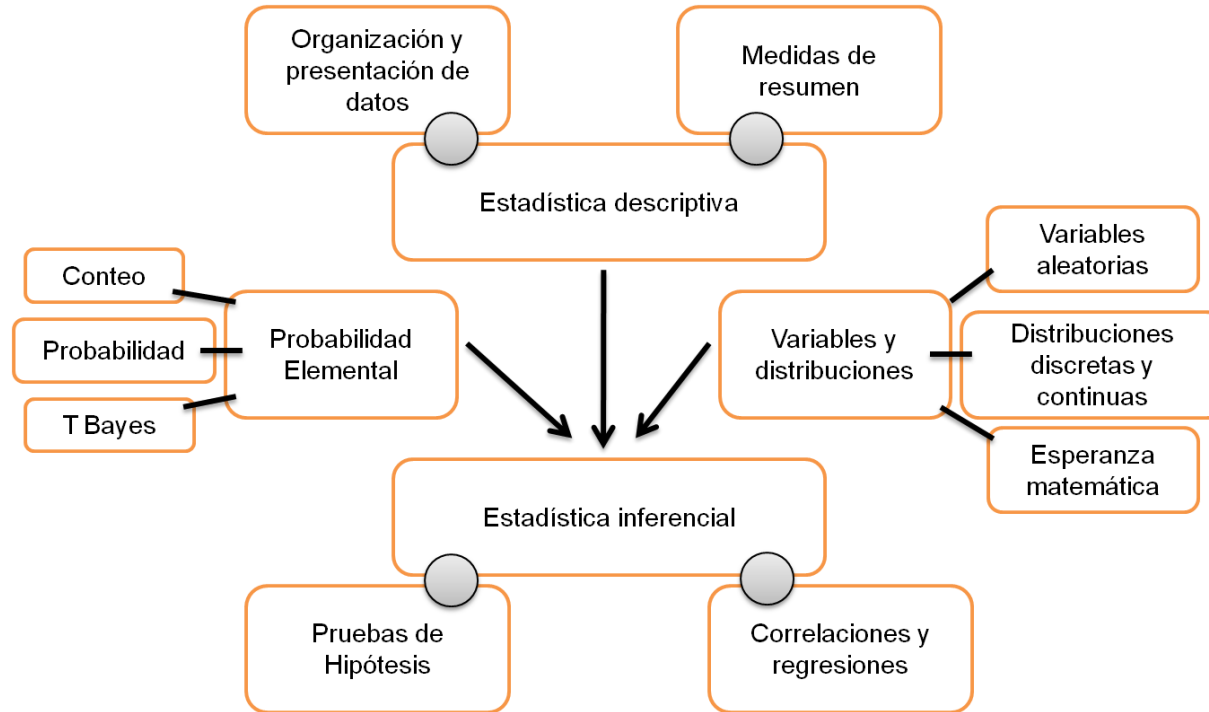 Organización y
presentación de
datos
Medidas de
resumen
Estadística descriptiva
Conteo
Probabilidad
T Bayes
Probabilidad
Elemental
Variables y
distribuciones
Variables
aleatorias
Distribuciones
discretas y
continuas
Esperanza
matemática
Estadística inferencial
Pruebas de
Hipótesis
Correlaciones y
regresiones